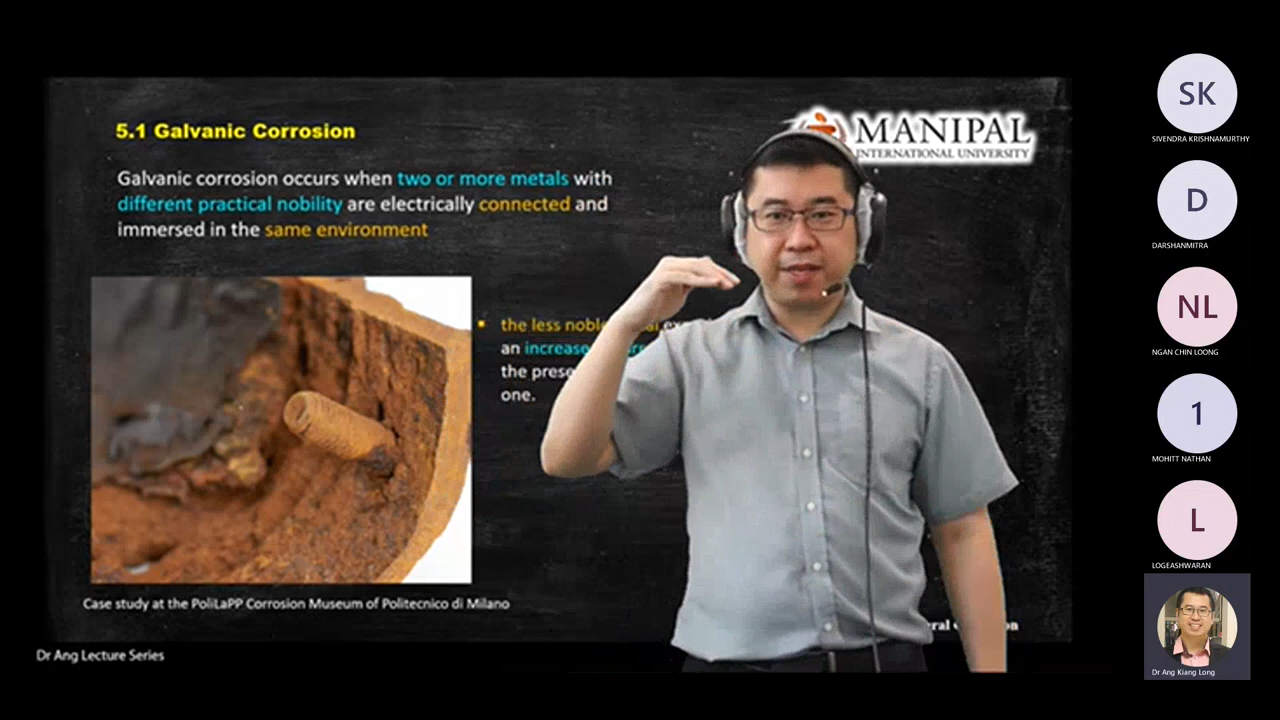 5.1 Galvanic Corrosion
MANIPAL
INTERNATIONAL UNIVERSITY
Galvanic corrosion occurs when two or more metals with
different practical nobility are electrically connected and
immersed in the same environment
the less
an increase
the
one.
Case study at the PoliLaPP Corrosion Museum of Politecnico di Milano
Dr Ang Lecture Series
SK
SIVENDRA KRISHNAMURTHY
D
DARSHANMITRA
NL
NGAN CHIN LOONG
1
MOHITT NATHAN
L
LOGEASHWARAN
Dr Ang Kiang Long